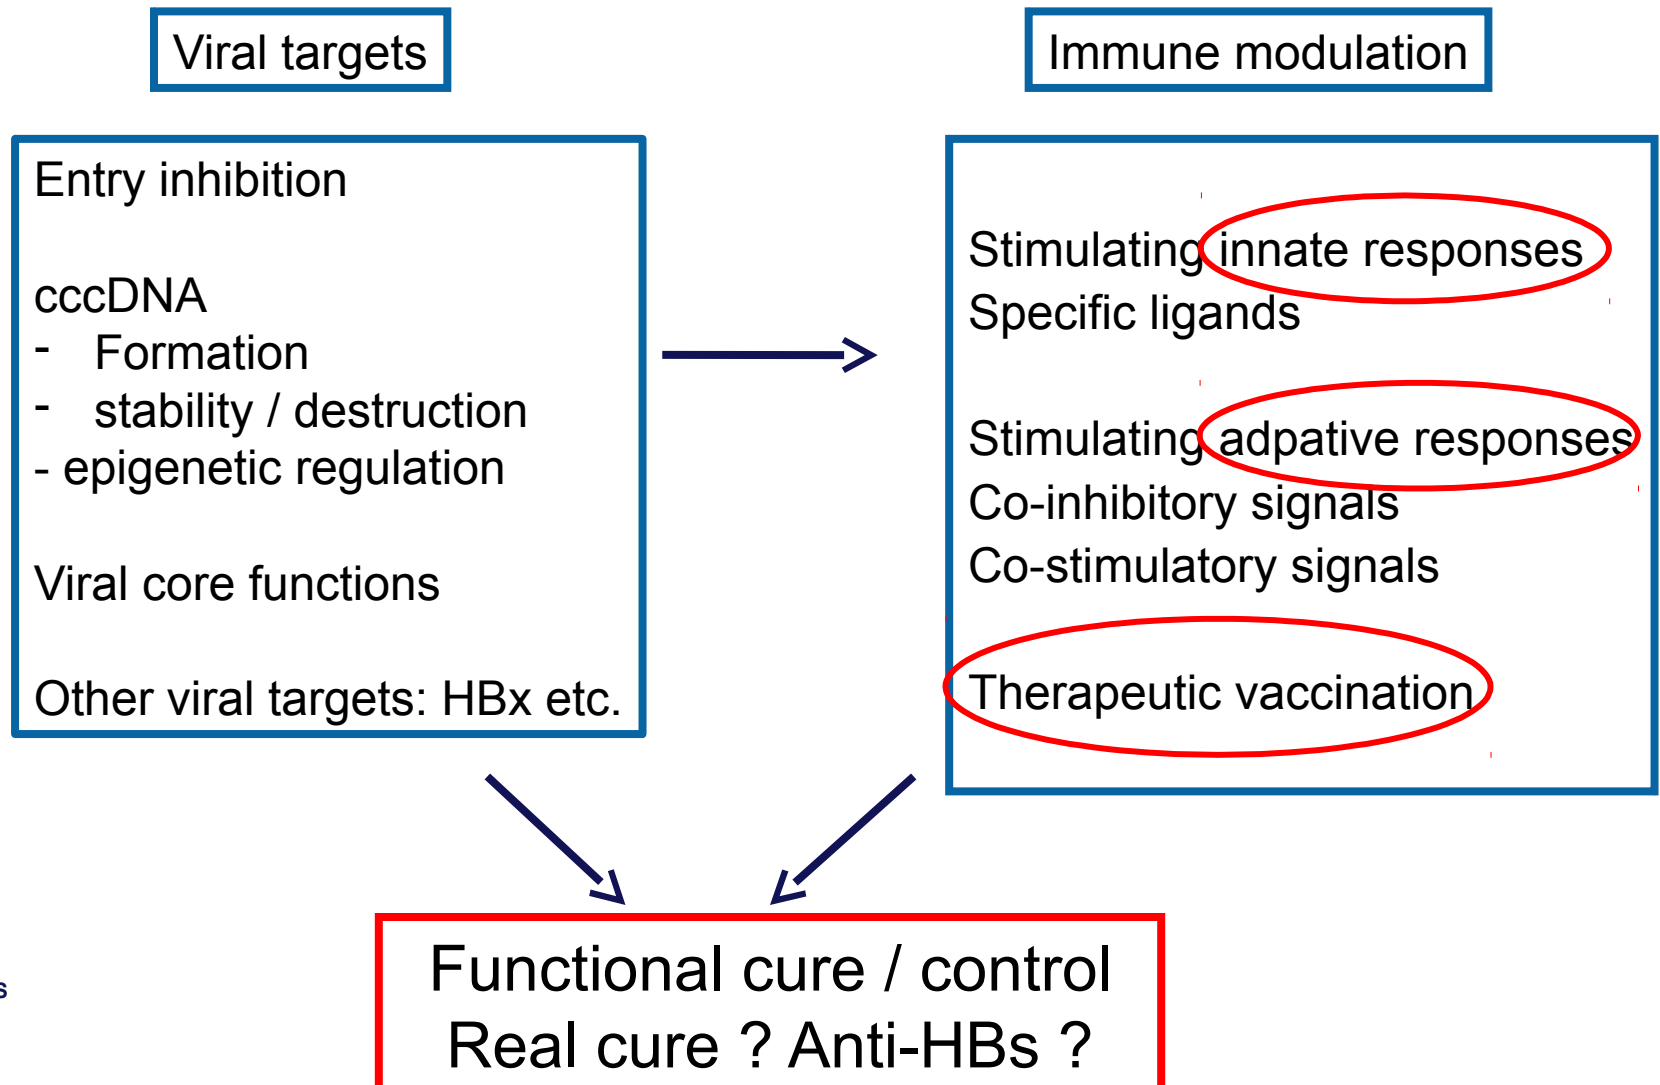 Viral targets
Immune modulation
Entry inhibition
cccDNA
- Formation
- stability / destruction
- epigenetic regulation
Viral core functions
Other viral targets: HBx etc.
Stimulating innate responses
Specific ligands
Stimulating adpative responses
Co-inhibitory signals
Co-stimulatory signals
Therapeutic vaccination
s
Functional cure / control
Real cure ? Anti-HBs ?